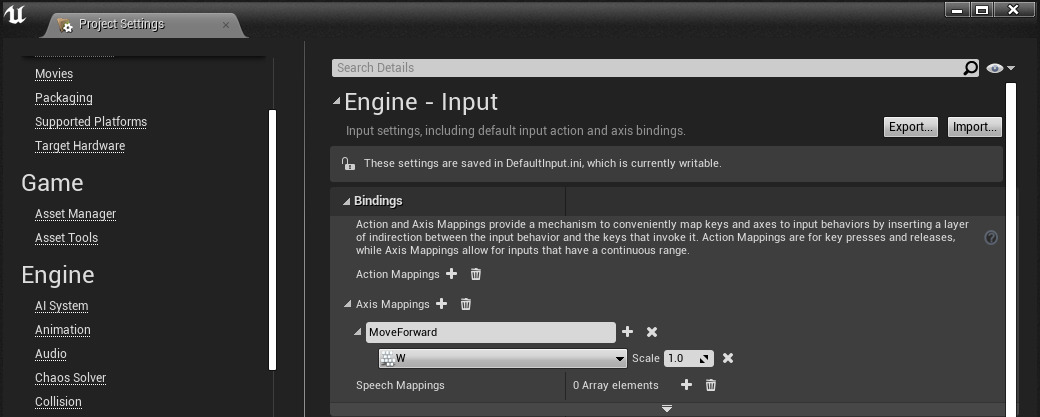 Project Settings
Movies
Packaging
Supported Platforms
Target Hardware
Game
Asset Manager
Asset Tools
Engine
AI System
Animation
Audio
Chaos Solver
Collision
Search Details
Engine - Input
Input settings, including default input action and axis bindings.
Export...
Import...
These settings are saved in DefaultInput.ini, which is currently writable.
Bindings
Action and Axis Mappings provide a mechanism to conveniently map keys and axes to input behaviors by inserting a layer
of indirection between the input behavior and the keys that invoke it. Action Mappings are for key presses and releases,
while Axis Mappings allow for inputs that have a continuous range.
Action Mappings
Axis Mappings
MoveForward
W Scale 1.0
Speech Mappings 0 Array elements